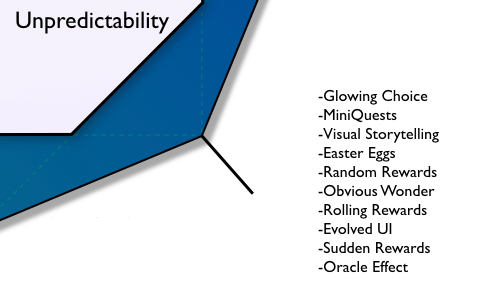 Unpredictability
-Glowing Choice
-MiniQuests
-Visual Storytelling
-Easter Eggs
-Random Rewards
-Obvious Wonder
-Rolling Rewards
-Evolved UI
-Sudden Rewards
-Oracle Effect